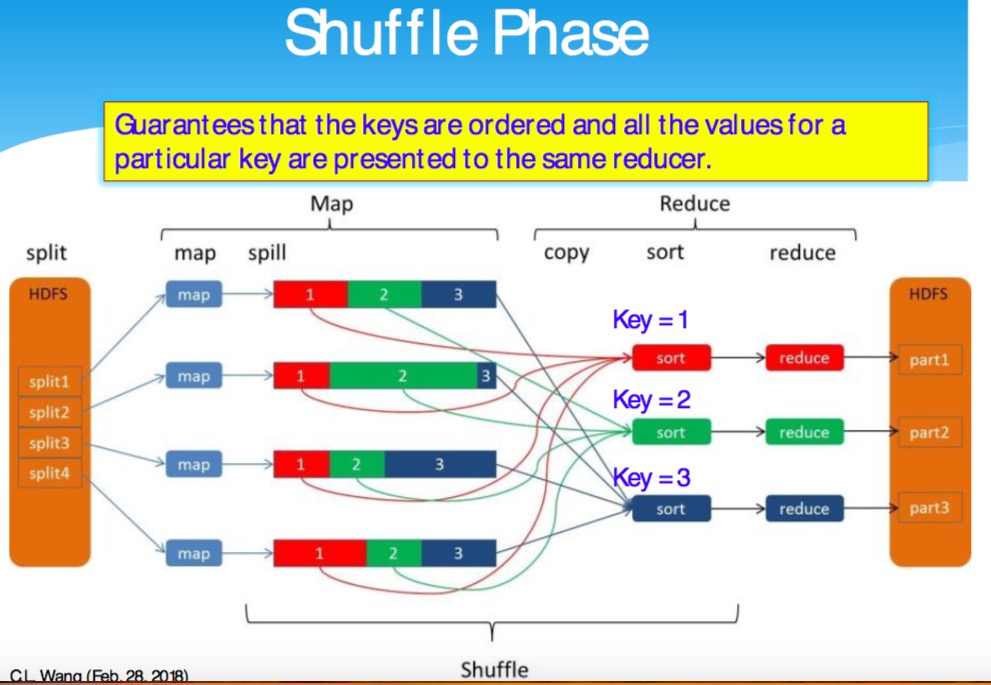 Shuffle Phase
Guarantees that the keys are ordered and all the values for a
particular key are presented to the same reducer.
Map
Reduce
split
map
spill
copy
sort
reduce
HDFS
split1
split2
split3
split4
map
1
2
3
map
1
2
3
map
1
2
3
map
1
2
3
Key = 1
sort
reduce
Key = 2
sort
reduce
Key = 3
sort
reduce
HDFS
part1
part2
part3
Shuffle
C.L. Wang (Feb. 28, 2018)